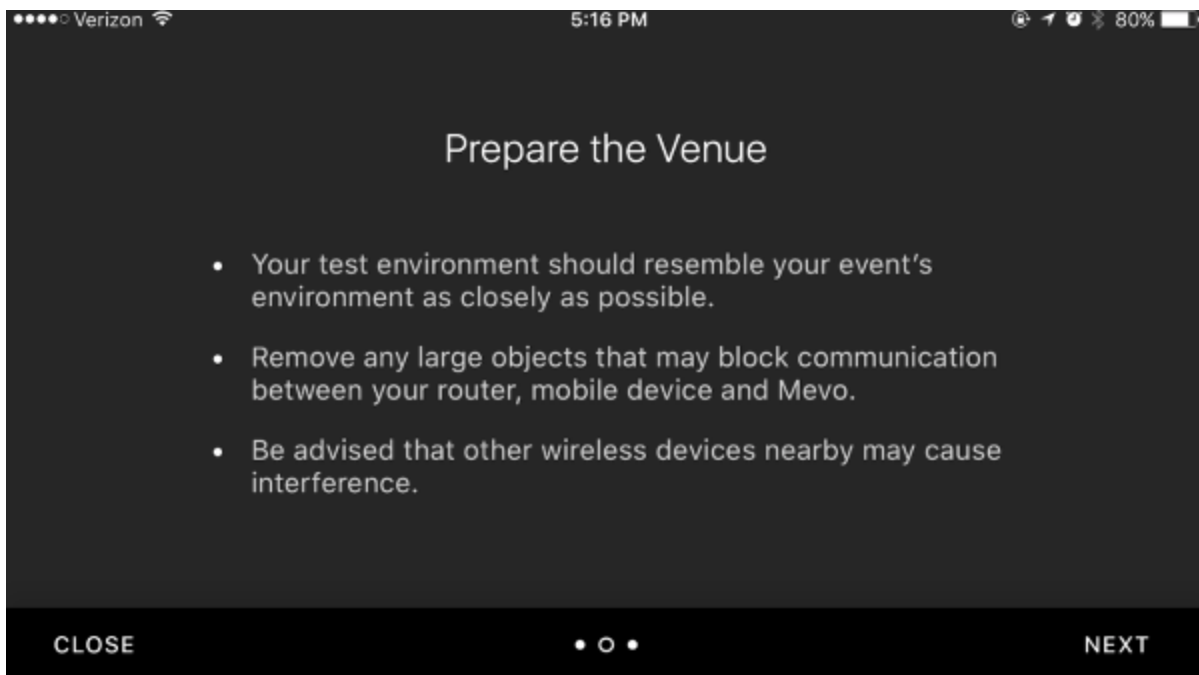 Verizon 5:16 PM 80%
Prepare the Venue
• Your test environment should resemble your event’s
environment as closely as possible.
• Remove any large objects that may block communication
between your router, mobile device and Mevo.
• Be advised that other wireless devices nearby may cause
interference.
CLOSE NEXT